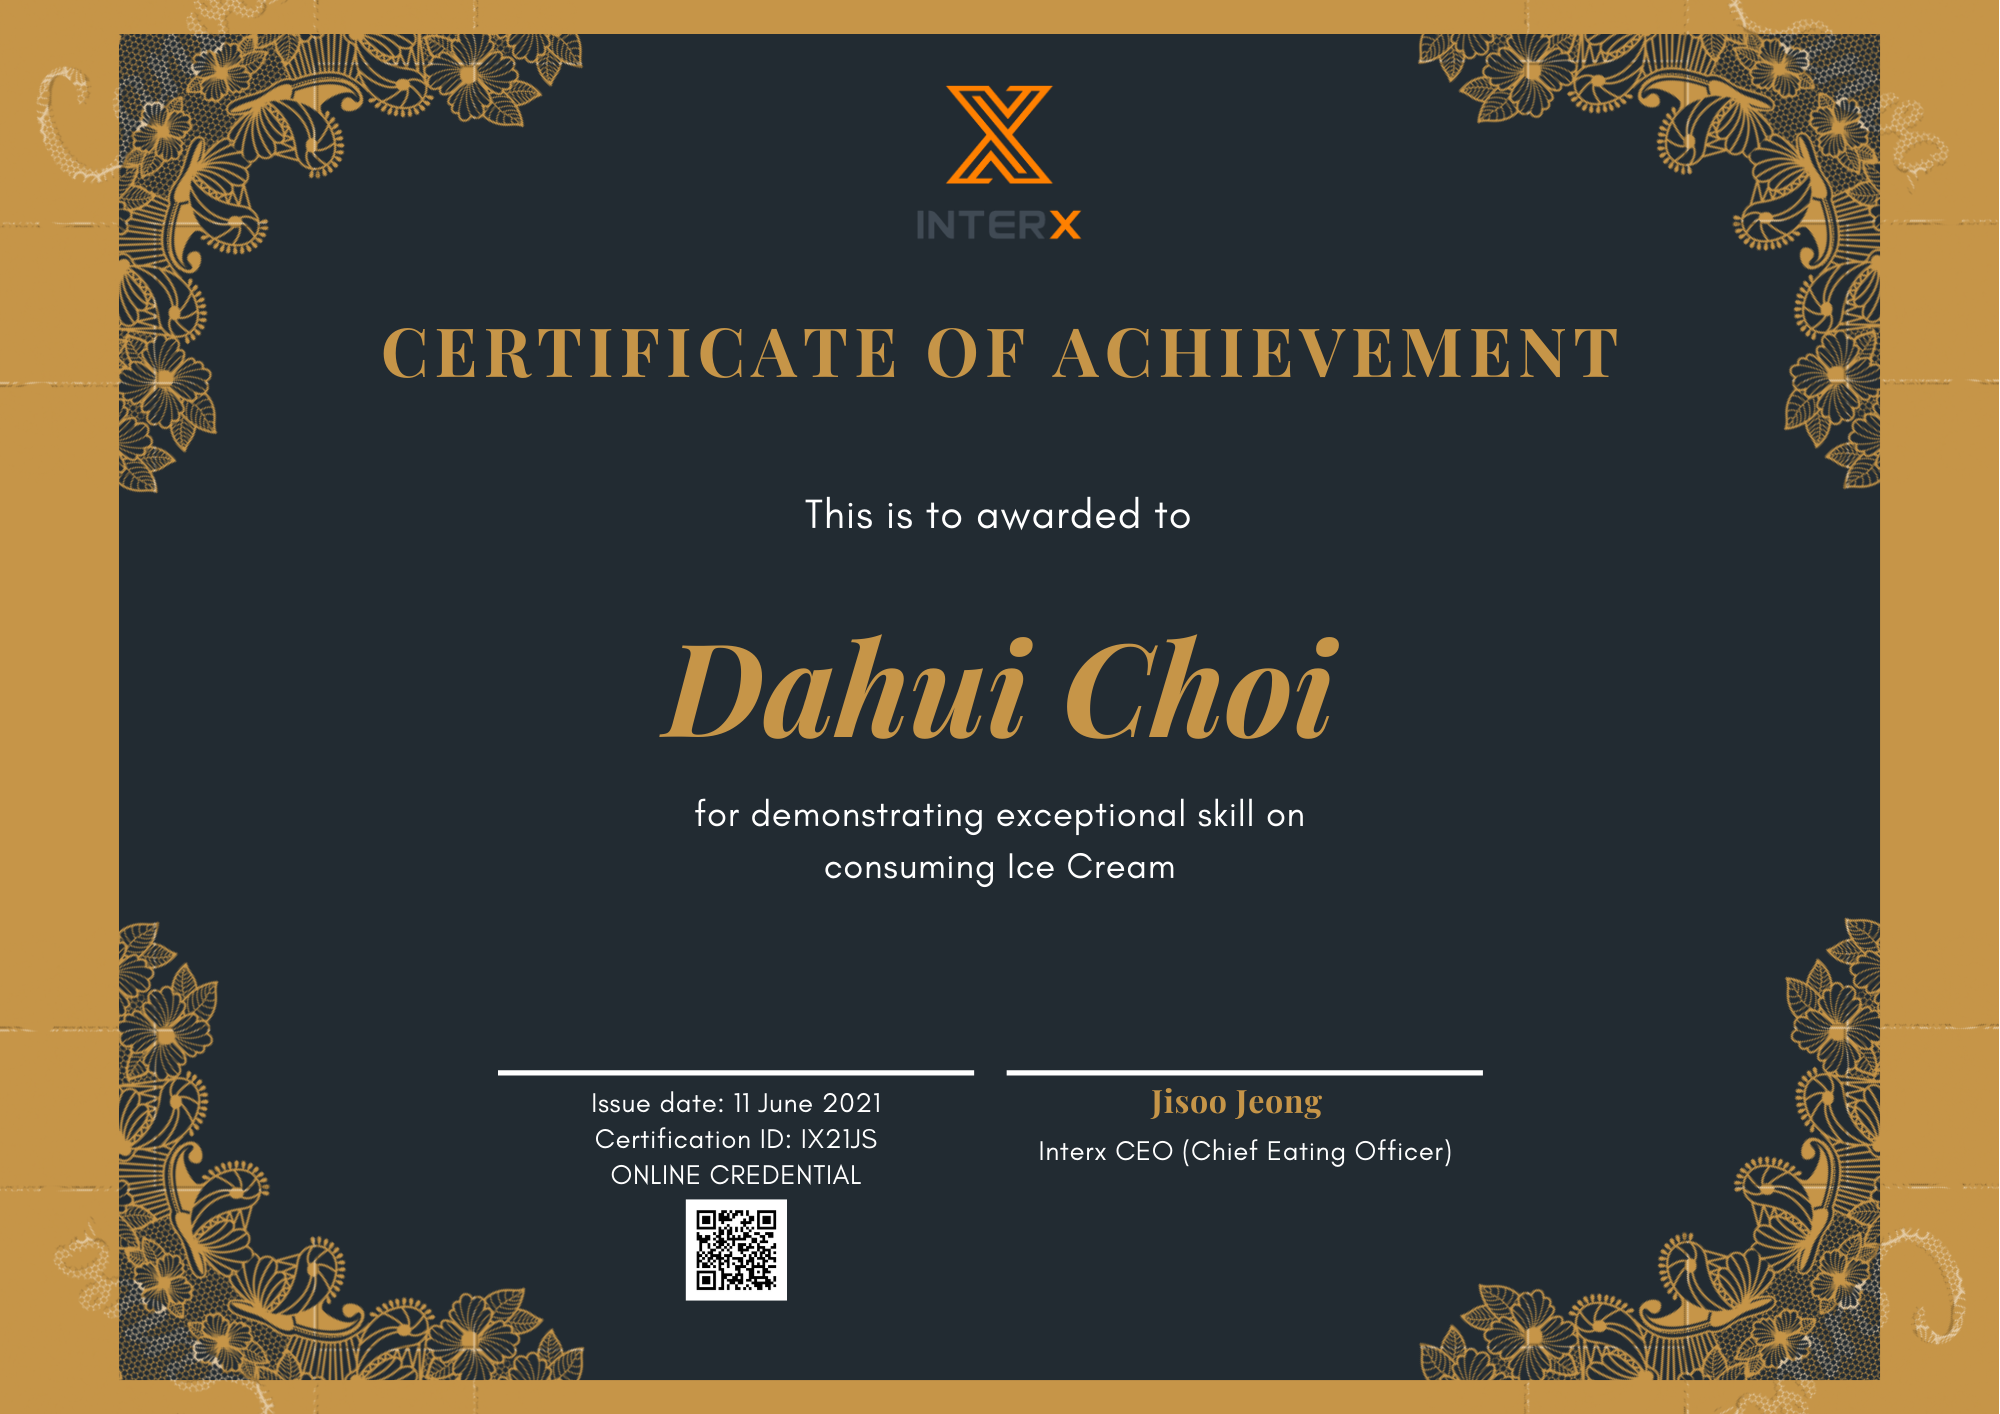 INTERX
CERTIFICATE OF ACHIEVEMENT
This is to awarded to
Dahui Choi
for demonstrating exceptional skill on
consuming Ice Cream
Issue date: 11 June 2021
Certification ID: IX21JS
ONLINE CREDENTIAL
Jisoo Jeong
Interx CEO (Chief Eating Officer)